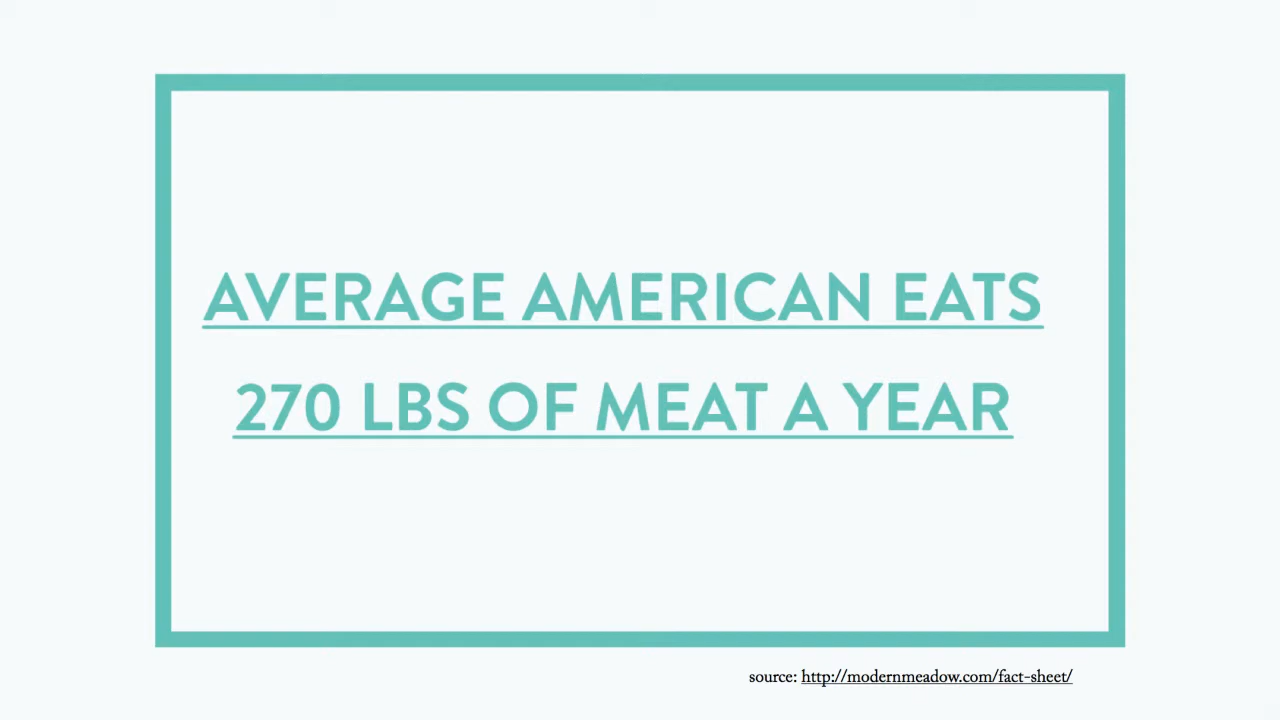 AVERAGE AMERICAN EATS
270 LBS OF MEAT A YEAR
source: http://modernmeadow.com/fact-sheet/